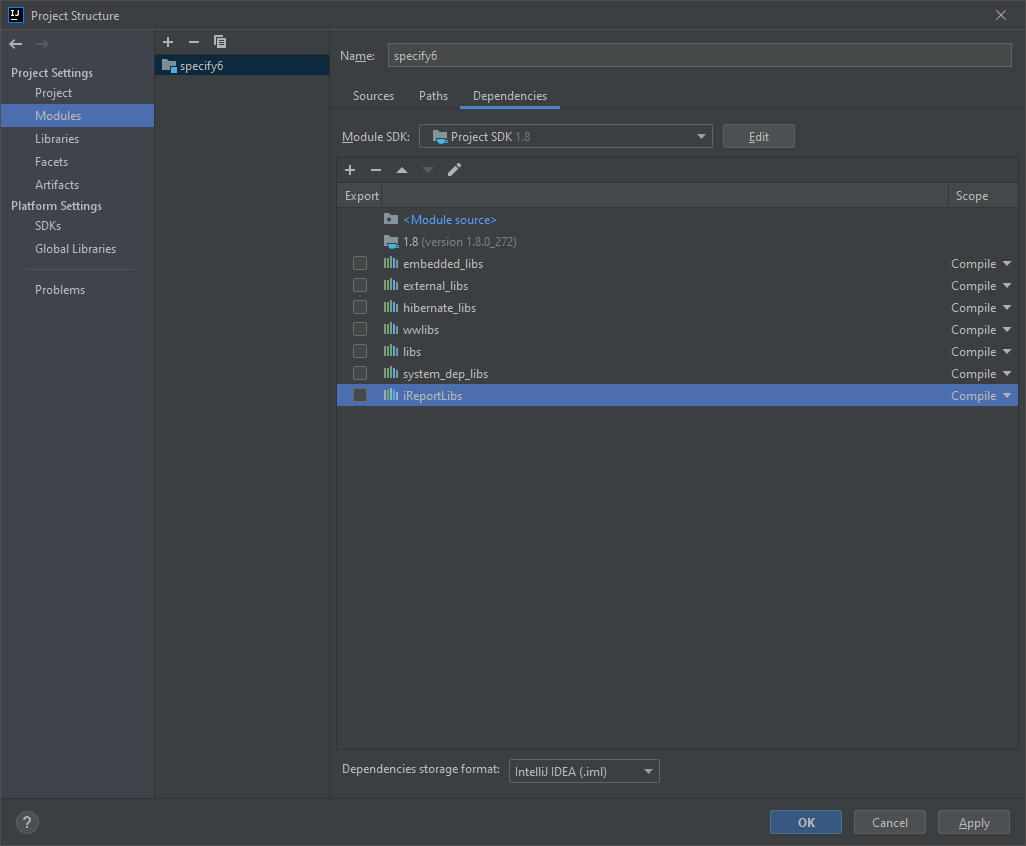 Project Structure
Project Settings
Project
Modules
Libraries
Facets
Artifacts
Platform Settings
SDKs
Global Libraries
Problems
specify6
Name: specify6
Sources Paths Dependencies
Module SDK: Project SDK 1.8 Edit
Export Scope
<Module source>
1.8 (version 1.8.0_272)
embedded_libs Compile
external_libs Compile
hibernate_libs Compile
wwlibs Compile
libs Compile
system_dep_libs Compile
iReportLibs Compile
Dependencies storage format: IntelliJ IDEA (.iml)
? OK Cancel Apply